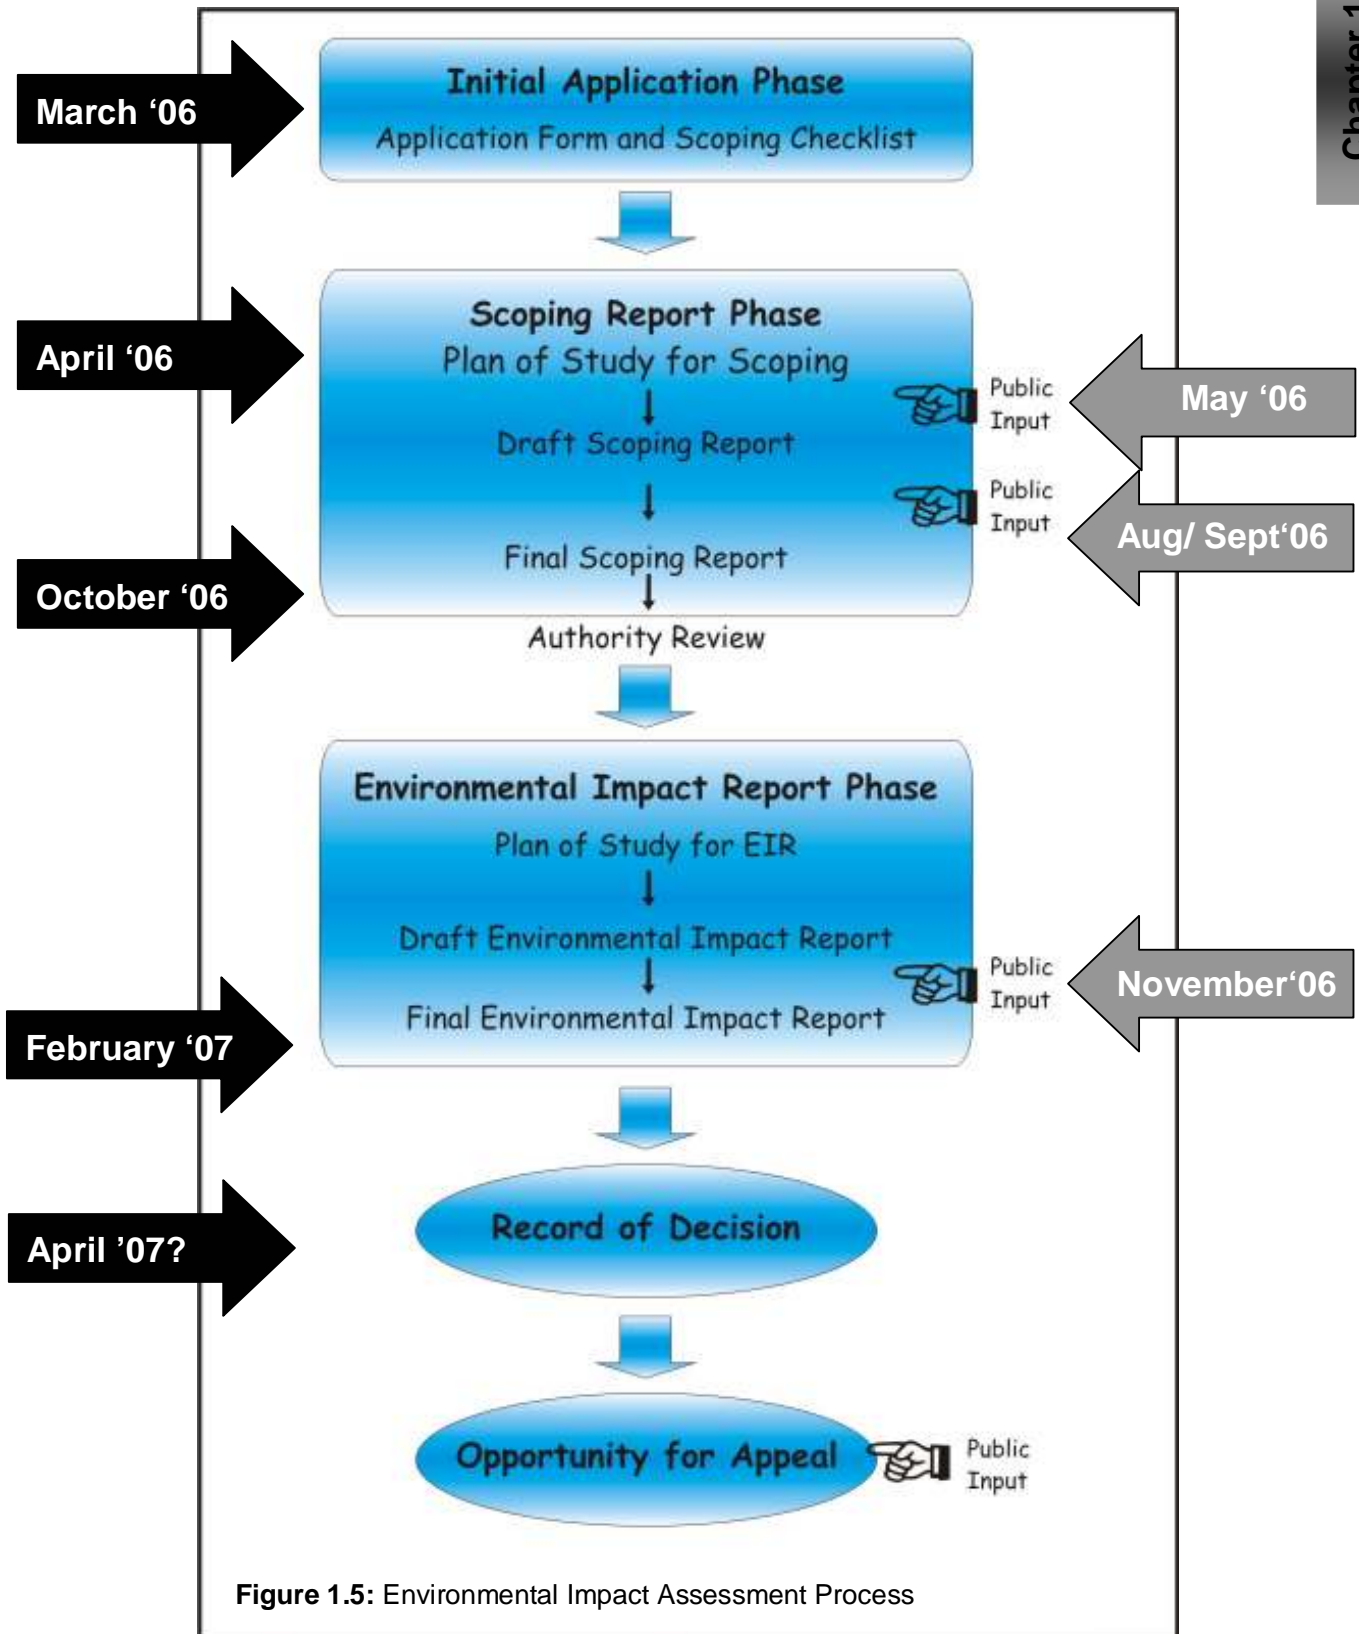 Chapter 1
March ‘06
Initial Application Phase
Application Form and Scoping Checklist
April ‘06
Scoping Report Phase
Plan of Study for Scoping
Public
Input
May ‘06
Draft Scoping Report
Public
Input
Aug/ Sept‘06
Final Scoping Report
October ‘06
Authority Review
Environmental Impact Report Phase
Plan of Study for EIR
Draft Environmental Impact Report
Public
Input
November‘06
Final Environmental Impact Report
February ‘07
Record of Decision
April ’07?
Opportunity for Appeal
Public
Input
Figure 1.5: Environmental Impact Assessment Process